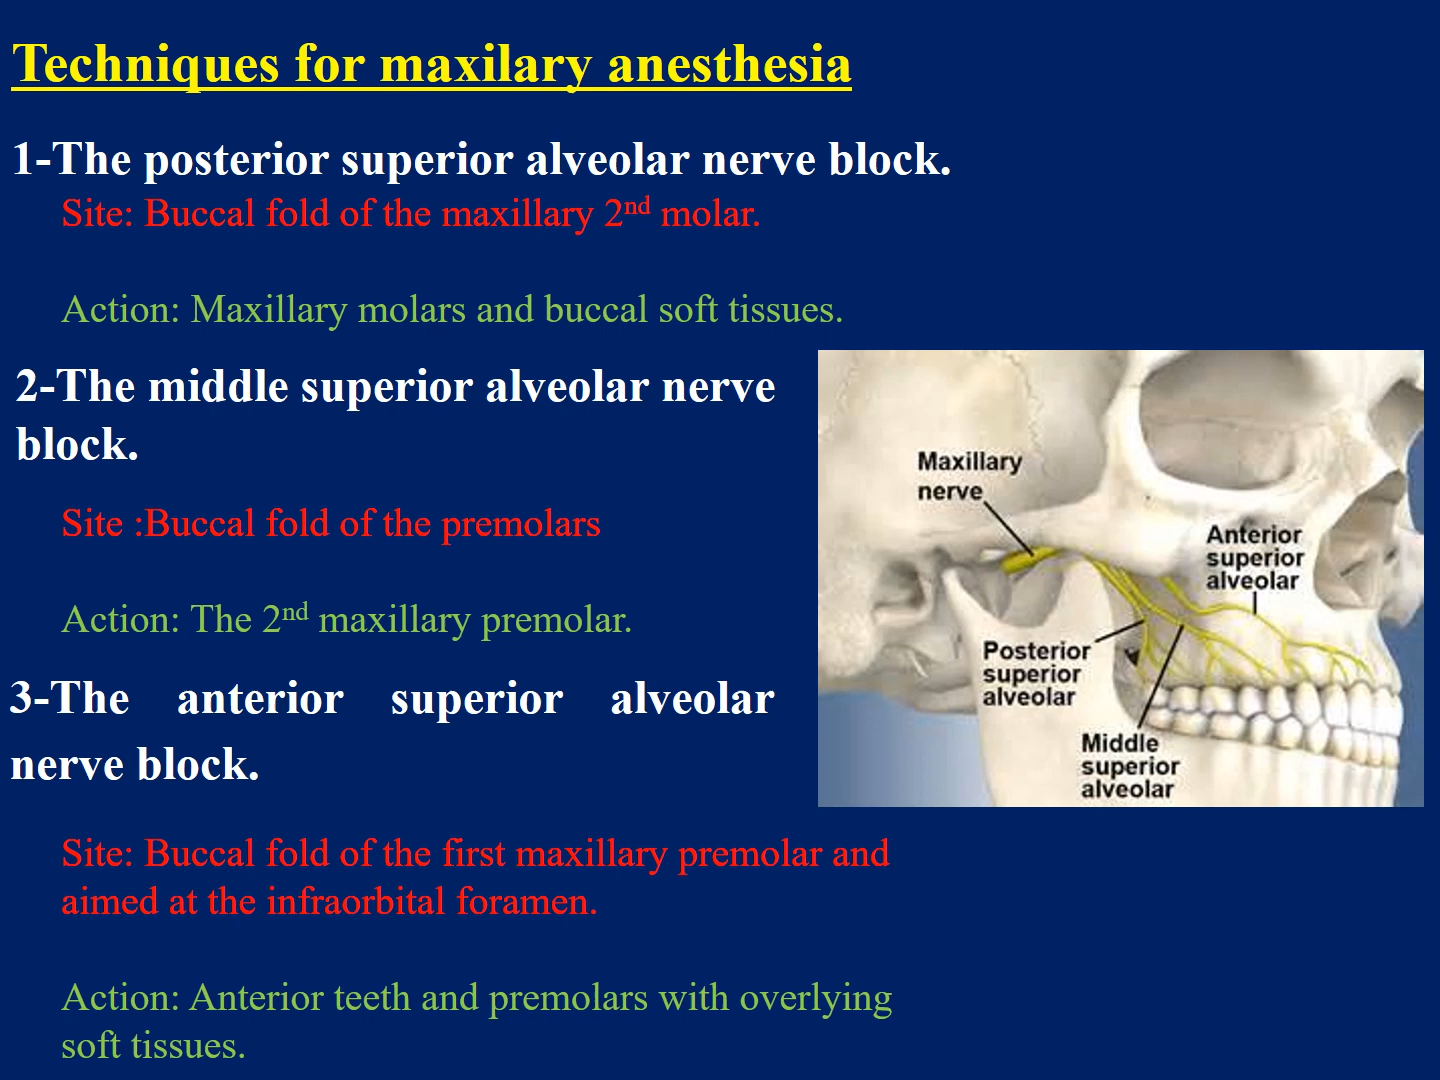 Techniques for maxilary anesthesia
1-The posterior superior alveolar nerve block.
Site: Buccal fold of the maxillary 2nd molar.
Action: Maxillary molars and buccal soft tissues.
2-The middle superior alveolar nerve
block.
Site :Buccal fold of the premolars
Action: The 2nd maxillary premolar.
3-The anterior superior alveolar
nerve block.
Site: Buccal fold of the first maxillary premolar and
aimed at the infraorbital foramen.
Action: Anterior teeth and premolars with overlying
soft tissues.
Maxillary
nerve
Anterior
superior
alveolar
Posterior
superior
alveolar
Middle
superior
alveolar